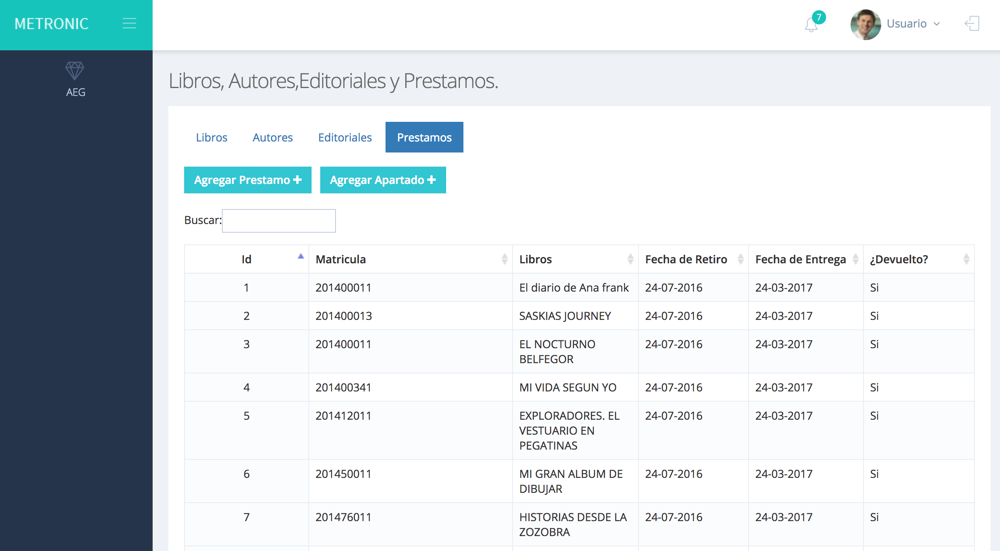 METRONIC
7
Usuario
AEG
Libros, Autores,Editoriales y Prestamos.
Libros Autores Editoriales Prestamos
Agregar Prestamo Agregar Apartado
Buscar:
Id Matricula Libros Fecha de Retiro Fecha de Entrega ¿Devuelto?
1 201400011 El diario de Ana frank 24-07-2016 24-03-2017 Si
2 201400013 SASKIAS JOURNEY 24-07-2016 24-03-2017 Si
3 201400011 EL NOCTURNO 24-07-2016 24-03-2017 Si
BELFEGOR
4 201400341 MI VIDA SEGUN YO 24-07-2016 24-03-2017 Si
5 201412011 EXPLORADORES. EL 24-07-2016 24-03-2017 Si
VESTUARIO EN
PEGATINAS
6 201450011 MI GRAN ALBUM DE 24-07-2016 24-03-2017 Si
DIBUJAR
7 201476011 HISTORIAS DESDE LA 24-07-2016 24-03-2017 Si
ZOZOBRA